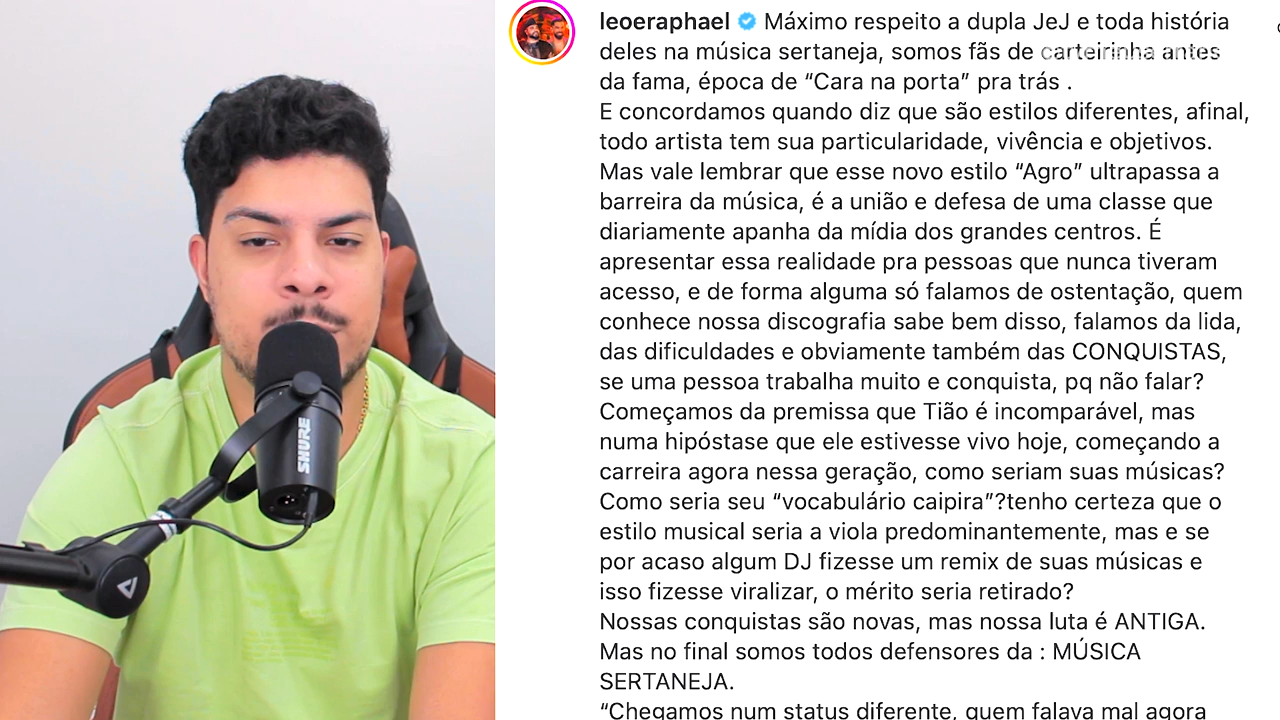 leoeraphael Máximo respeito a dupla JeJ e toda história
deles na música sertaneja, somos fãs de carteirinha antes
da fama, época de “Cara na porta” pra trás .
E concordamos quando diz que são estilos diferentes, afinal,
todo artista tem sua particularidade, vivência e objetivos.
Mas vale lembrar que esse novo estilo “Agro” ultrapassa a
barreira da música, é a união e defesa de uma classe que
diariamente apanha da mídia dos grandes centros. É
apresentar essa realidade pra pessoas que nunca tiveram
acesso, e de forma alguma só falamos de ostentação, quem
conhece nossa discografia sabe bem disso, falamos da lida,
das dificuldades e obviamente também das CONQUISTAS,
se uma pessoa trabalha muito e conquista, pq não falar?
Começamos da premissa que Tião é incomparável, mas
numa hipóstase que ele estivesse vivo hoje, começando a
carreira agora nessa geração, como seriam suas músicas?
Como seria seu “vocabulário caipira”?tenho certeza que o
estilo musical seria a viola predominantemente, mas e se
por acaso algum DJ fizesse um remix de suas músicas e
isso fizesse viralizar, o mérito seria retirado?
Nossas conquistas são novas, mas nossa luta é ANTIGA.
Mas no final somos todos defensores da : MÚSICA
SERTANEJA.
“Chegamos num status diferente, quem falava mal agora
SHURE